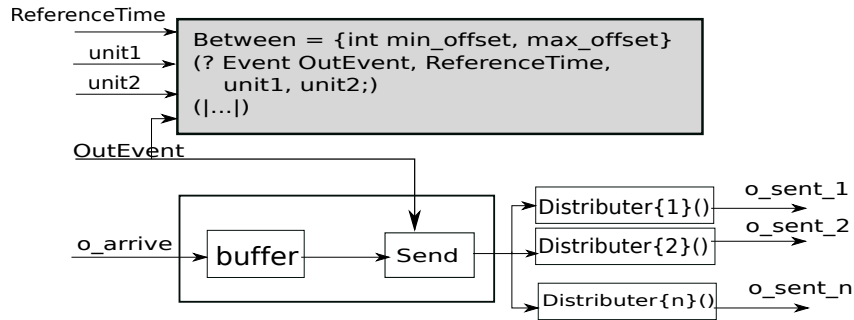 ReferenceTime
unit1
unit2
Between = {int min_offset, max_offset}
(? Event OutEvent, ReferenceTime,
unit1, unit2;)
(|...|)
OutEvent
o_arrive
buffer
Send
Distributer{1}()
o_sent_1
Distributer{2}()
o_sent_2
Distributer{n}()
o_sent_n